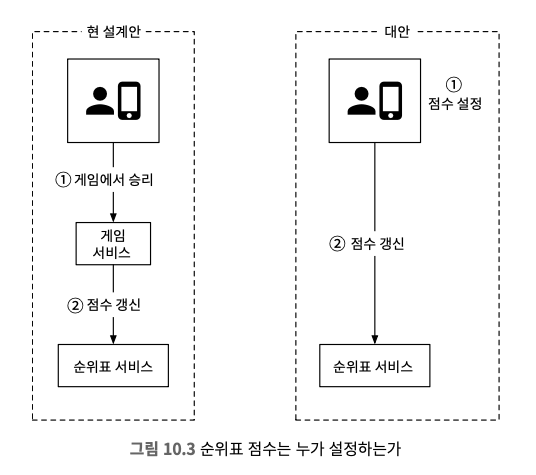 현 설계안
① 게임에서 승리
게임
서비스
② 점수 갱신
순위표 서비스
대안
①
점수 설정
② 점수 갱신
순위표 서비스
그림 10.3 순위표 점수는 누가 설정하는가